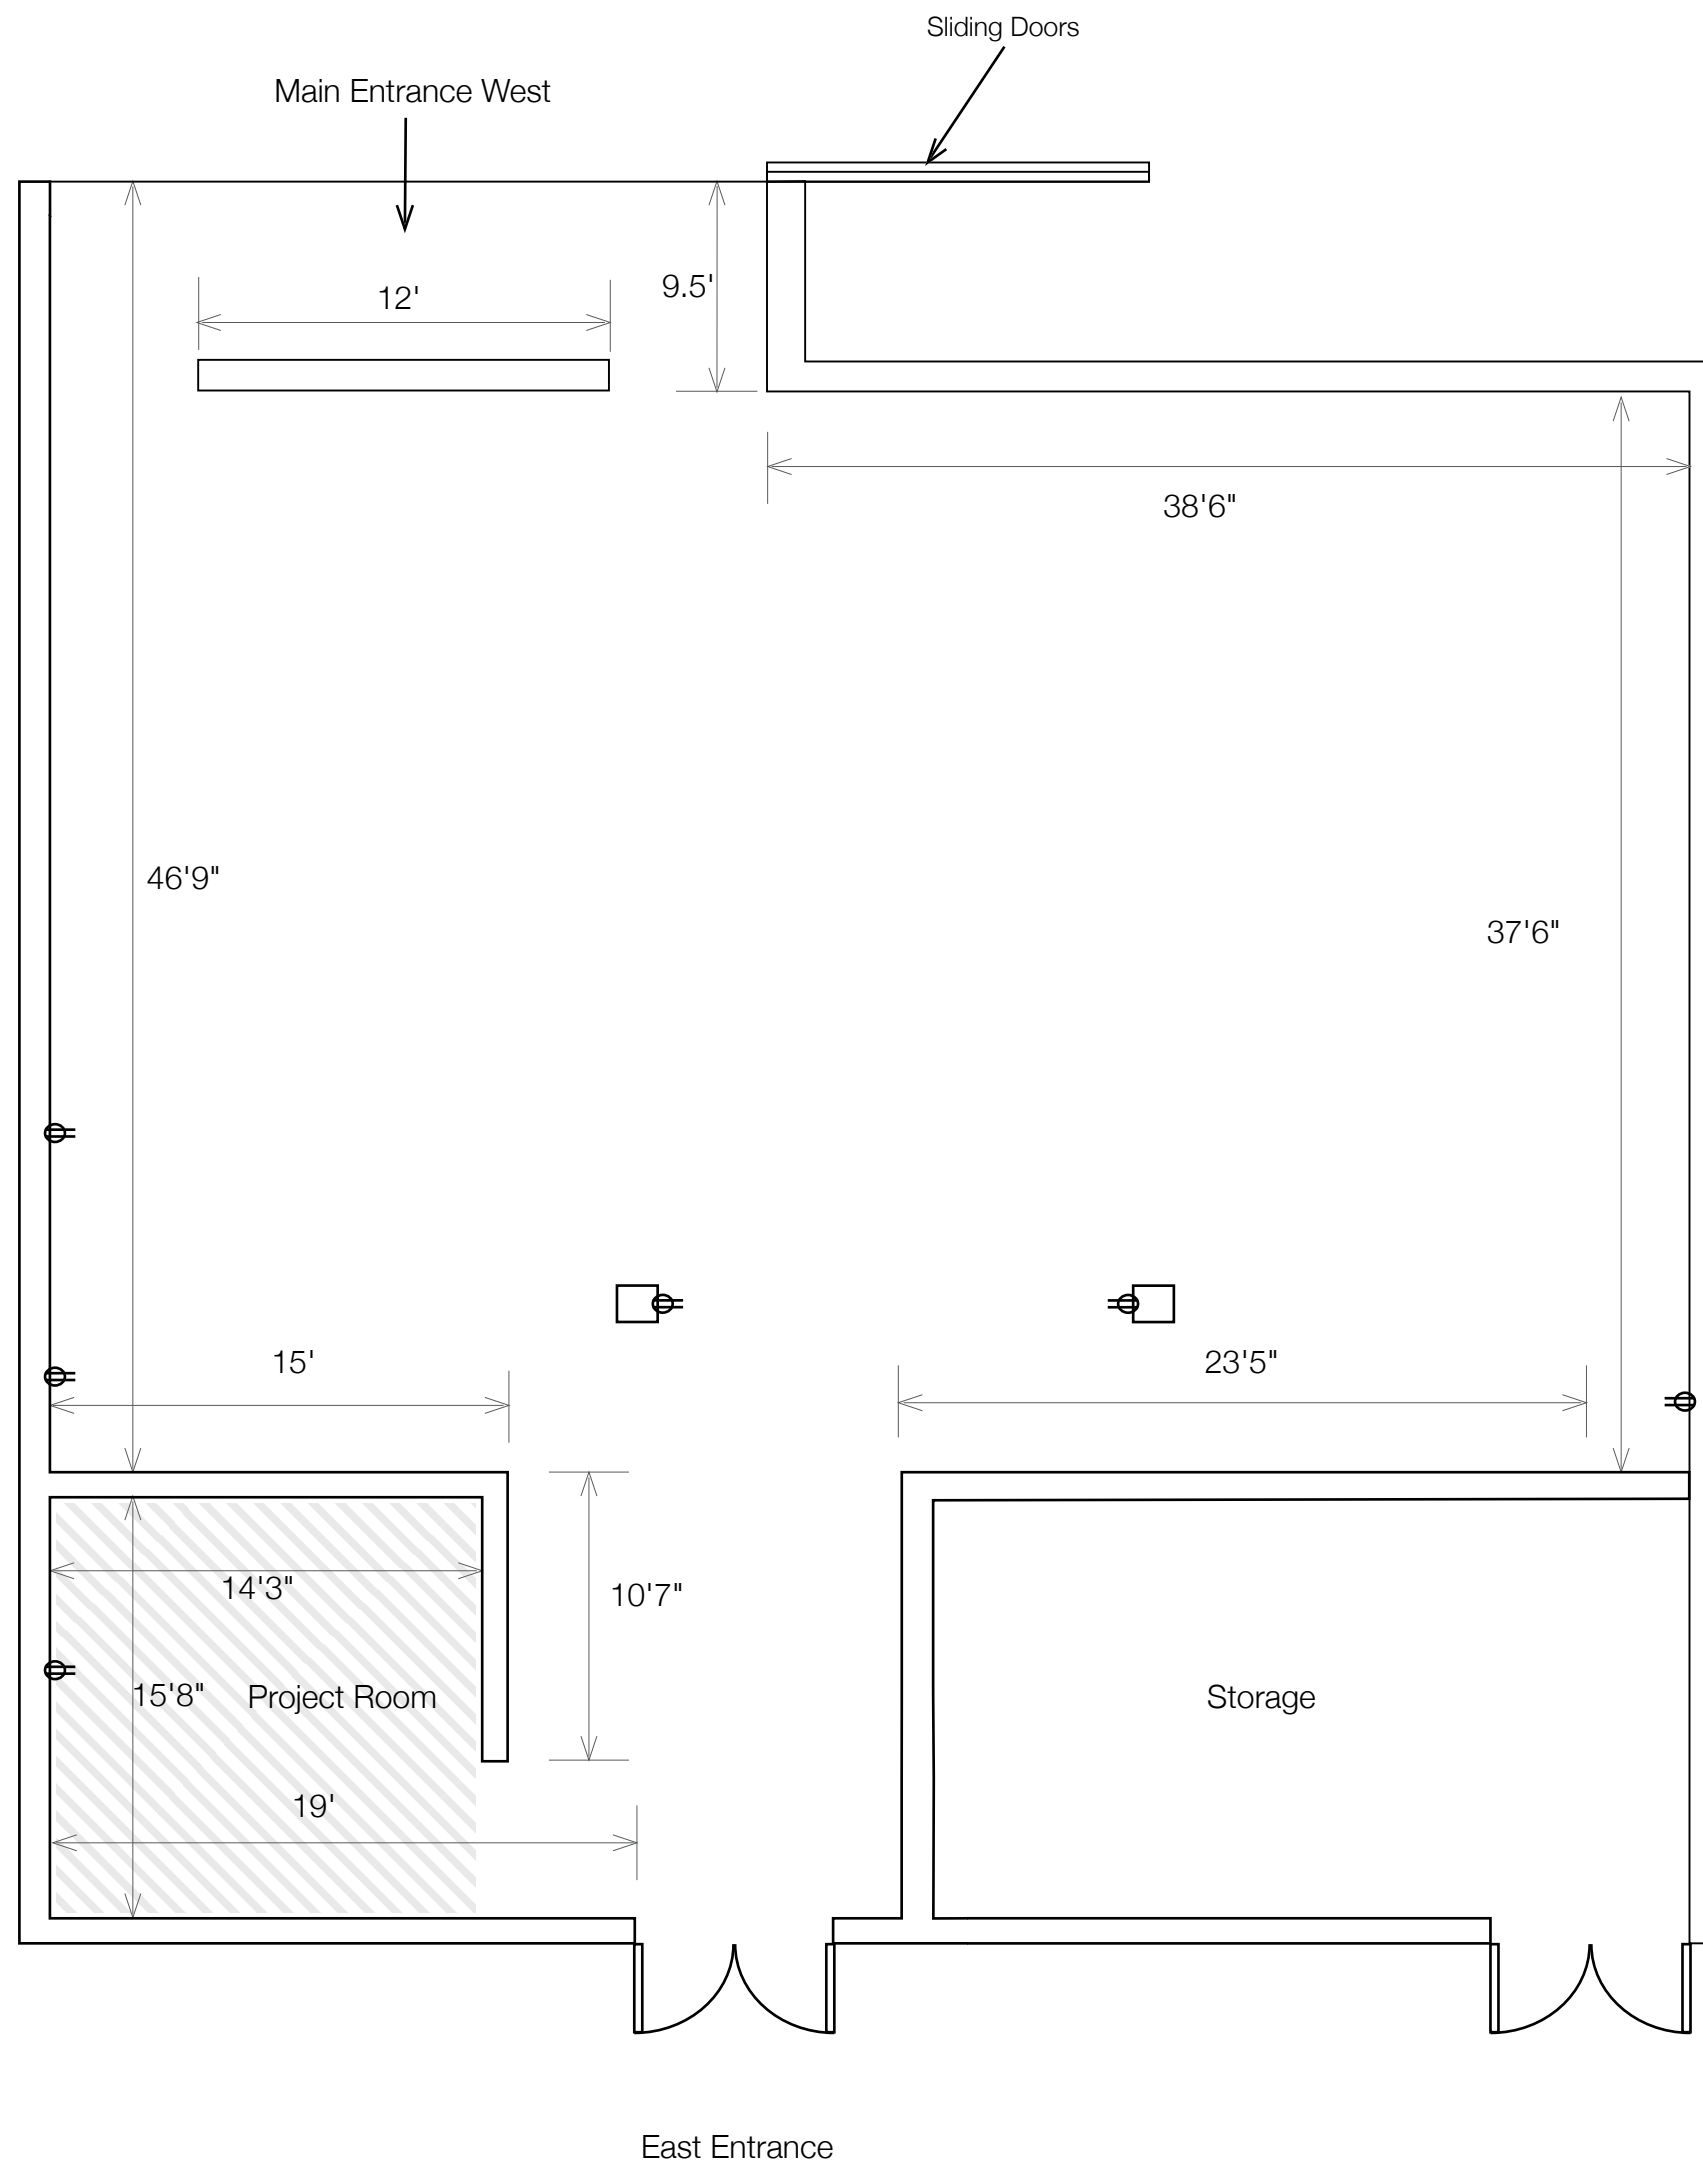 Sliding Doors
Main Entrance West
9.5'
12'
38'6"
46'9"
37'6"
15'
23'5"
14'3"
10'7"
15'8"
Project Room
Storage
19'
East Entrance